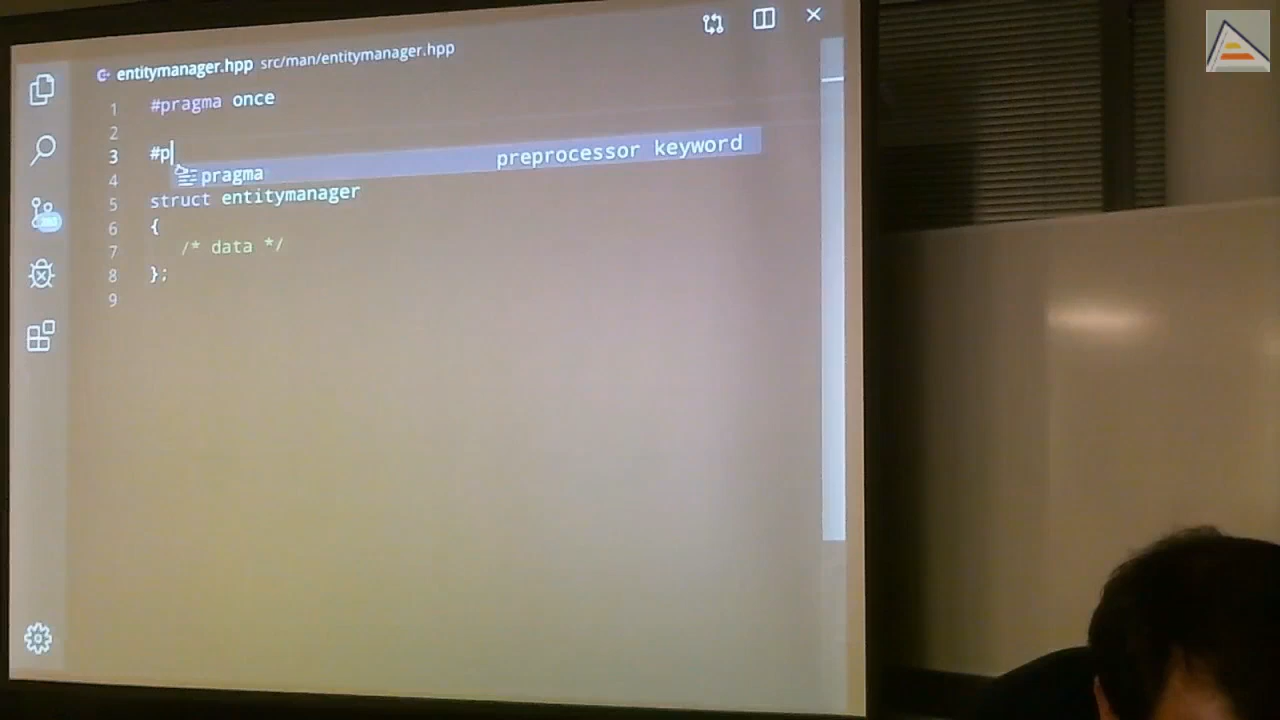 entitymanager.hpp src/man/entitymanager.hpp
1 #pragma once
2
3 #p
pragma preprocessor keyword
4
5 struct entitymanager
6 {
7 /* data */
8 };
9